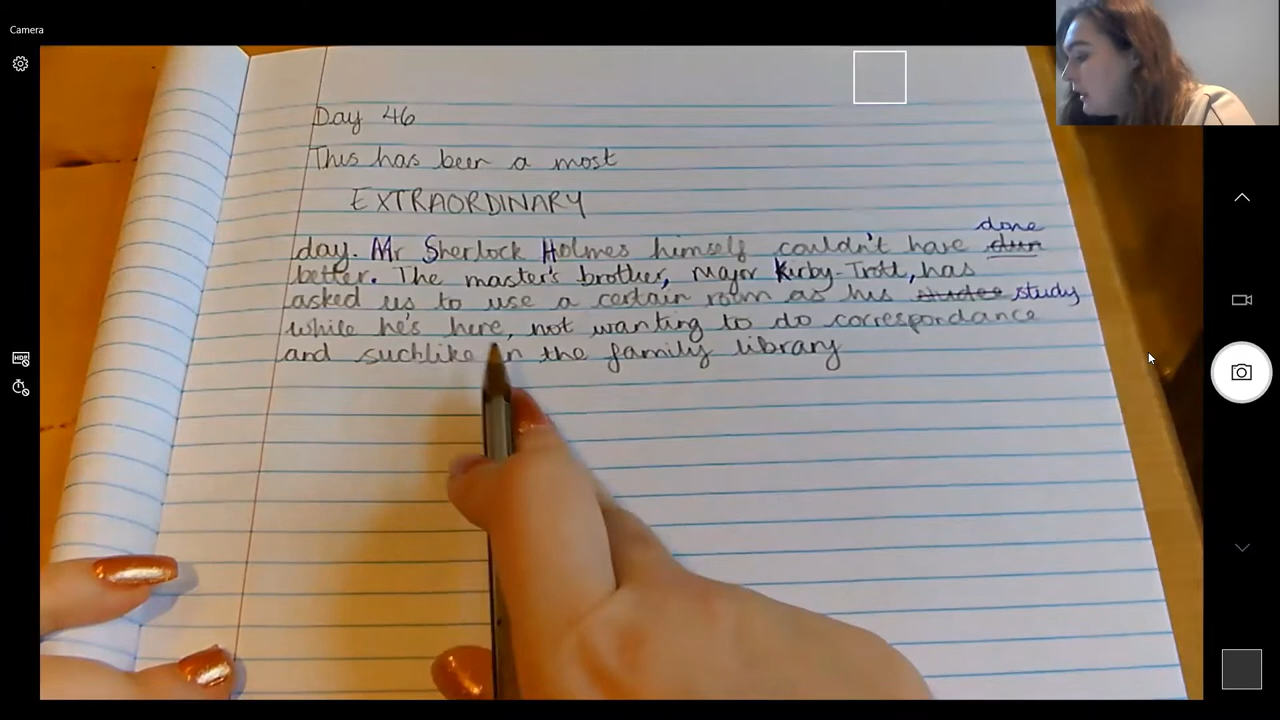 Camera
Day 46
This has been a most
EXTRAORDINARY
done
day. Mr Sherlock Holmes himself couldn't have dun
better. The master's brother, Major Kirby-Trott, has
asked us to use a certain room as his studee study
while he's here, not wanting to do correspondance
and suchlike in the family library